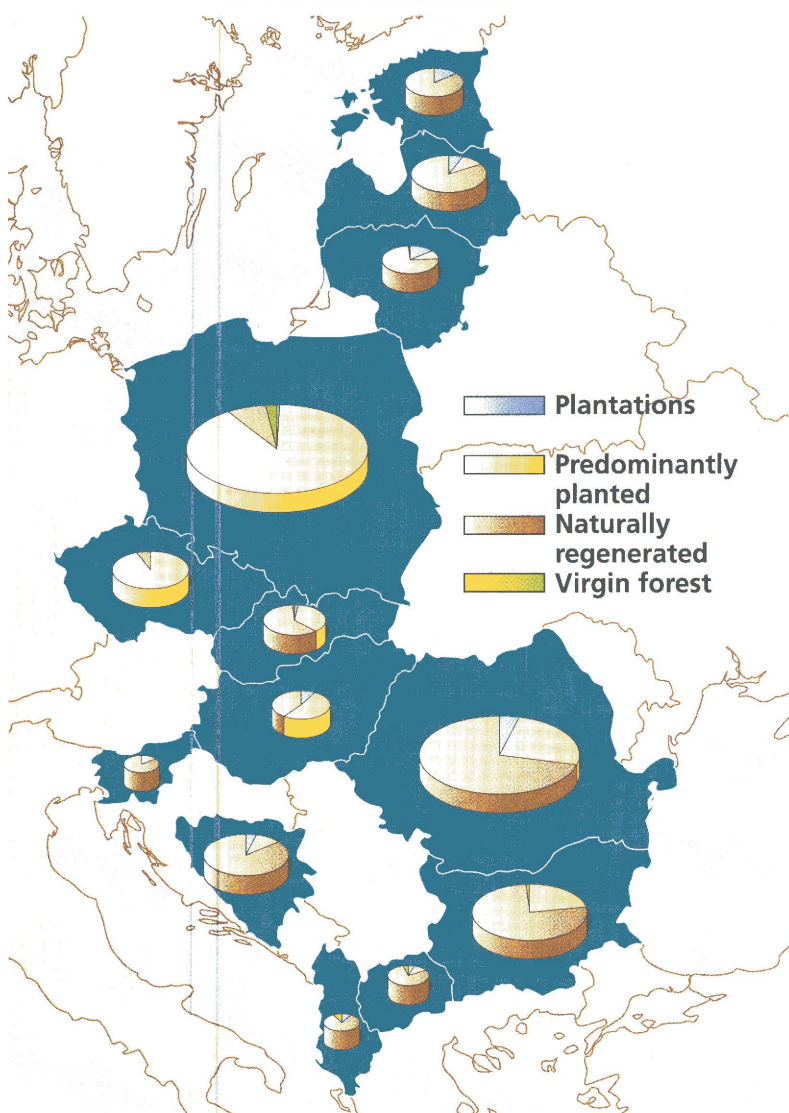 Plantations
Predominantly
planted
Naturally
regenerated
Virgin forest